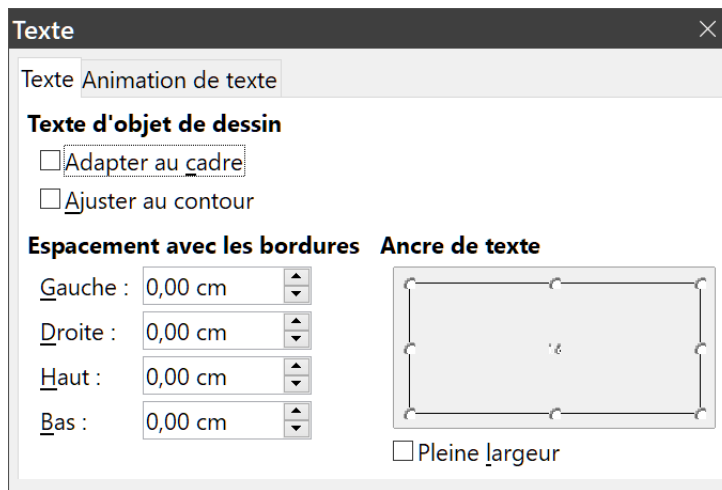 Texte
Texte Animation de texte
Texte d'objet de dessin
Adapter au cadre
Ajuster au contour
Espacement avec les bordures Ancre de texte
Gauche : 0,00 cm
Droite : 0,00 cm
Haut : 0,00 cm
Bas : 0,00 cm
Pleine largeur